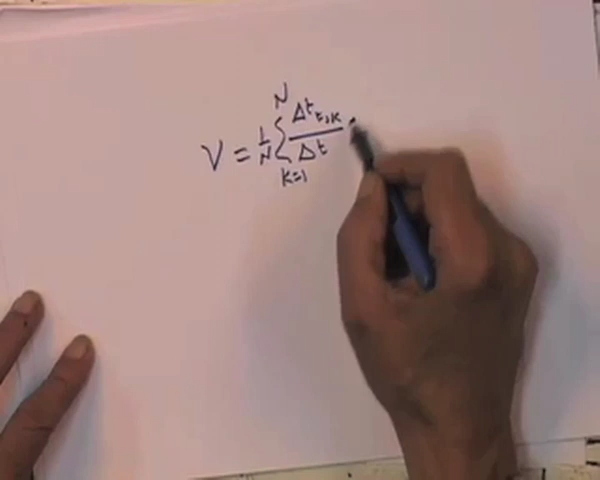 V = 1/N Σ_{k=1}^{N} Δt_{t,k} / Δt